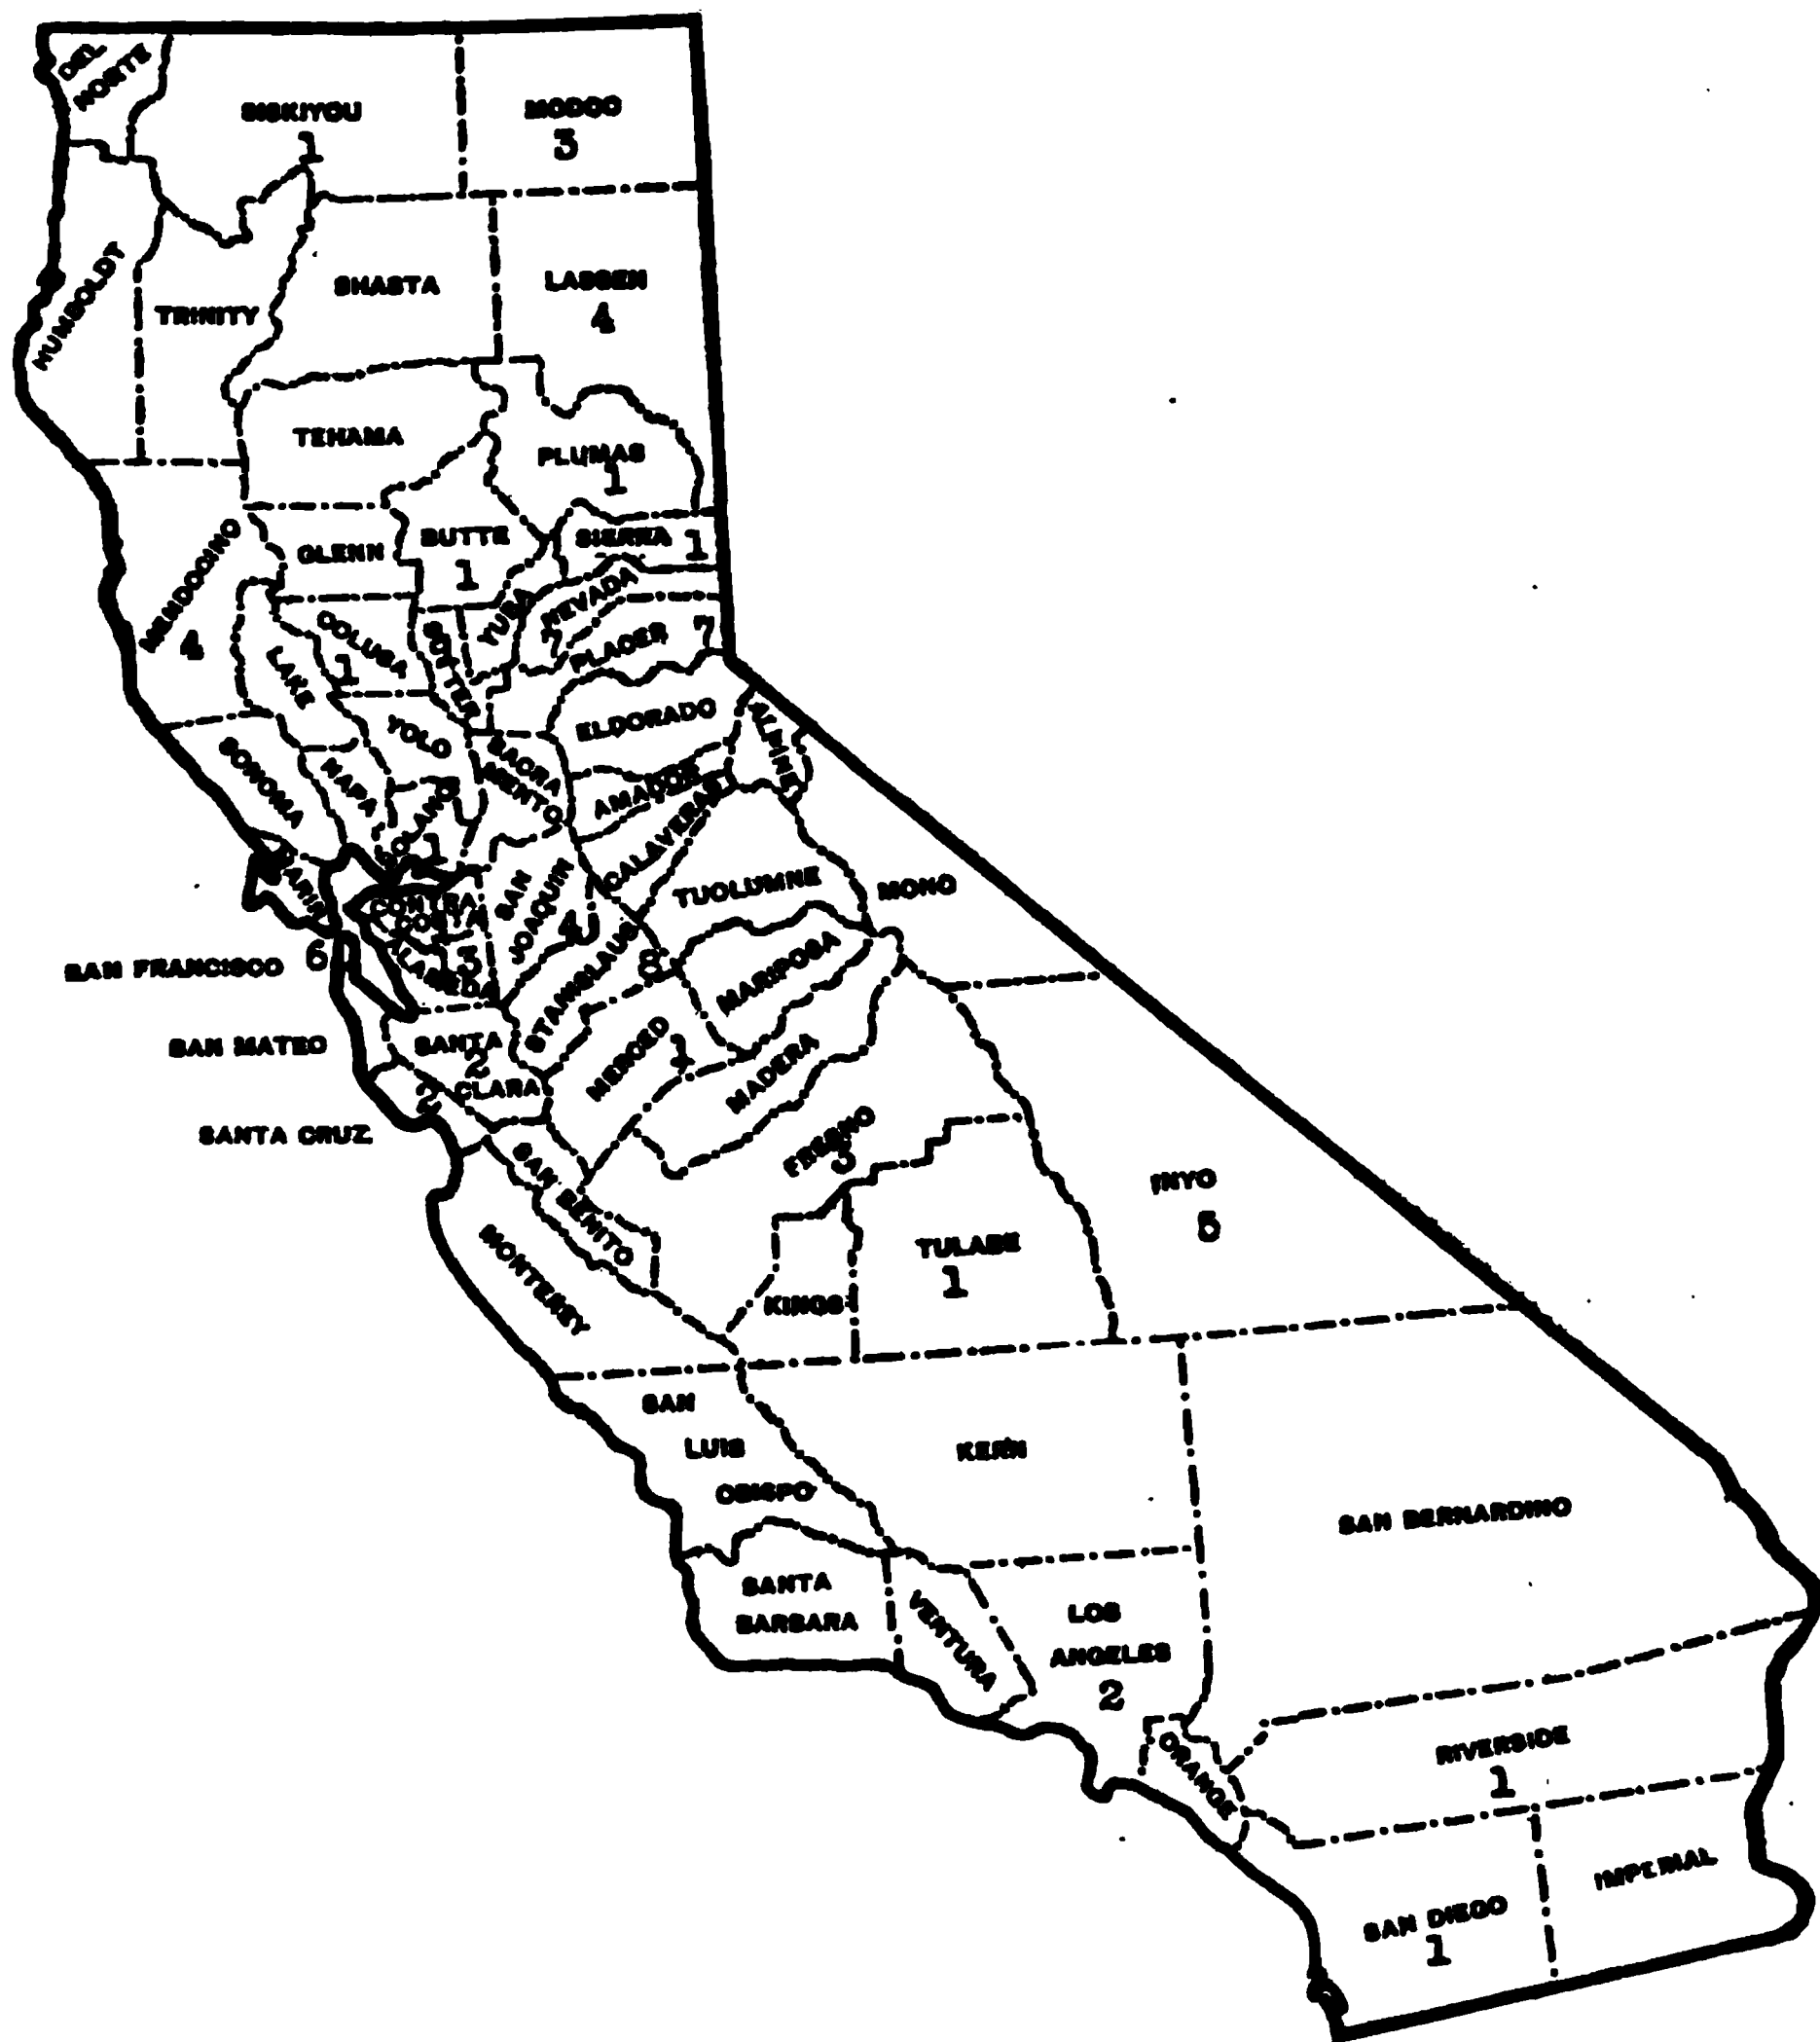 DEL
NORTE
SISKIYOU
1
MODOC
3
HUMBOLDT
TRINITY
SHASTA
LASSEN
4
TEHAMA
PLUMAS
1
MENDOCINO
4
GLENN
BUTTE
1
SIERRA 1
NEVADA
7
YUBA
PLACER 7
COLUSA
1
LAKE
SUTTER
ELDORADO
ALPINE
YOLO
SONOMA
NAPA
SACRA
MENTO
AMADOR
SOLANO
1
CALAVERAS
MARIN
CONTRA
COSTA
SAN
JOAQUIN
4
TUOLUMNE
MONO
SAN FRANCISCO 6
ALAMEDA
3
STANISLAUS
8
MARIPOSA
SAN MATEO
SANTA
2
CLARA
2
MERCED
1
MADERA
SANTA CRUZ
FRESNO
3
SAN BENITO
INYO
5
MONTEREY
TULARE
1
KINGS
SAN
LUIS
OBISPO
KERN
SAN BERNARDINO
SANTA
BARBARA
VENTURA
LOS
ANGELES
2
ORANGE
RIVERSIDE
1
SAN DIEGO
1
IMPERIAL